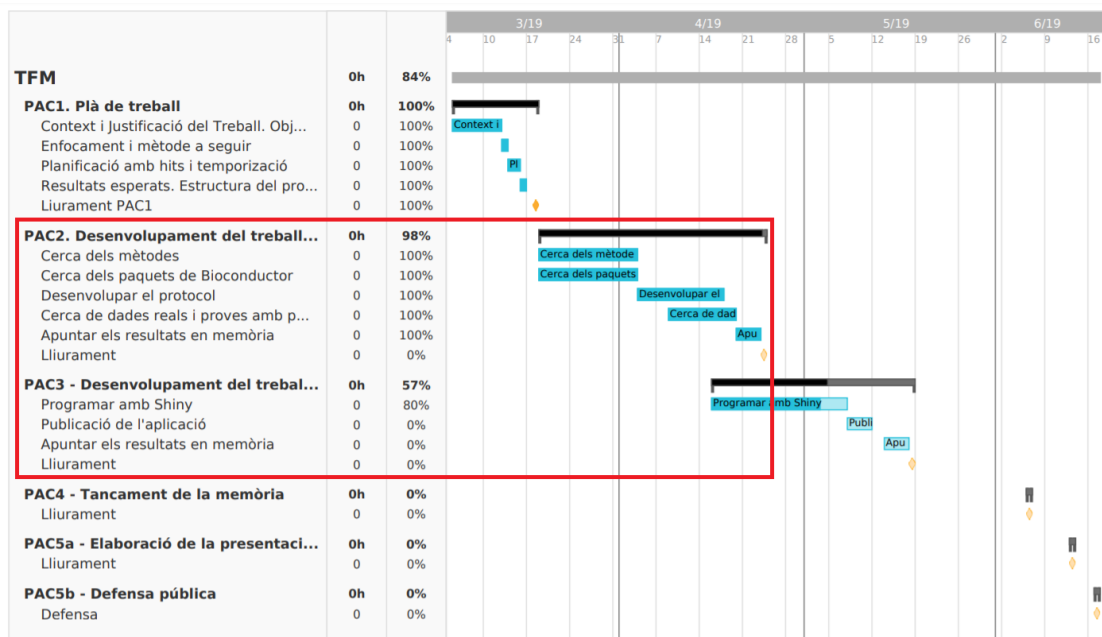 3/19 4/19 5/19 6/19
4 10 17 24 31 7 14 21 28 5 12 19 26 2 9 16
TFM 0h 84%
PAC1. Plà de treball 0h 100%
Context i Justificació del Treball. Obj... 0 100% Context i
Enfocament i mètode a seguir 0 100%
Planificació amb hits i temporizació 0 100% Pl
Resultats esperats. Estructura del pro... 0 100%
Liurament PAC1 0 100%
PAC2. Desenvolupament del treball... 0h 98%
Cerca dels mètodes 0 100% Cerca dels mètode
Cerca dels paquets de Bioconductor 0 100% Cerca dels paquets
Desenvolupar el protocol 0 100% Desenvolupar el
Cerca de dades reals i proves amb p... 0 100% Cerca de dad
Apuntar els resultats en memòria 0 100% Apu
Lliurament 0 0%
PAC3 - Desenvolupament del trebal... 0h 57%
Programar amb Shiny 0 80% Programar amb Shiny
Publicació de l'aplicació 0 0% Publi
Apuntar els resultats en memòria 0 0% Apu
Lliurament 0 0%
PAC4 - Tancament de la memòria 0h 0%
Lliurament 0 0%
PAC5a - Elaboració de la presentaci... 0h 0%
Lliurament 0 0%
PAC5b - Defensa pública 0h 0%
Defensa 0 0%